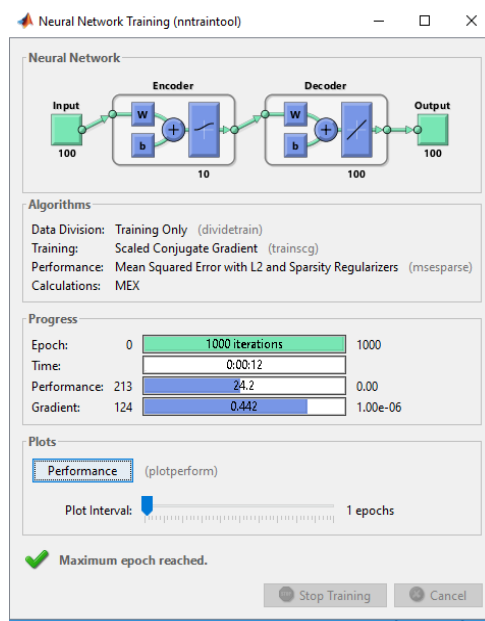 Neural Network Training (nntraintool)
Neural Network
Encoder Decoder
Input Output
W W
+ +
b b
100 100
10 100
Algorithms
Data Division: Training Only (dividetrain)
Training: Scaled Conjugate Gradient (trainscg)
Performance: Mean Squared Error with L2 and Sparsity Regularizers (msesparse)
Calculations: MEX
Progress
Epoch: 0 1000 iterations 1000
Time: 0:00:12
Performance: 213 24.2 0.00
Gradient: 124 0.442 1.00e-06
Plots
Performance (plotperform)
Plot Interval: 1 epochs
Maximum epoch reached.
Stop Training Cancel